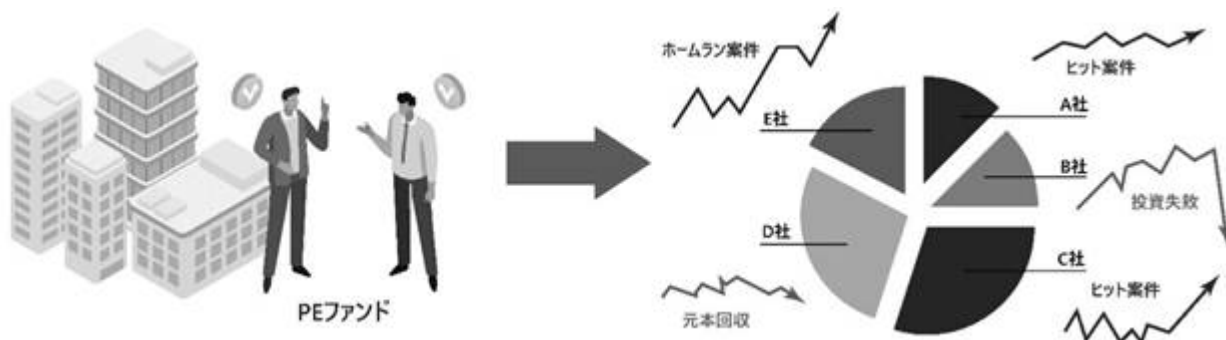 ホームラン案件
ヒット案件
E社
A社
B社
投資失敗
D社
C社
元本回収
ヒット案件
PEファンド